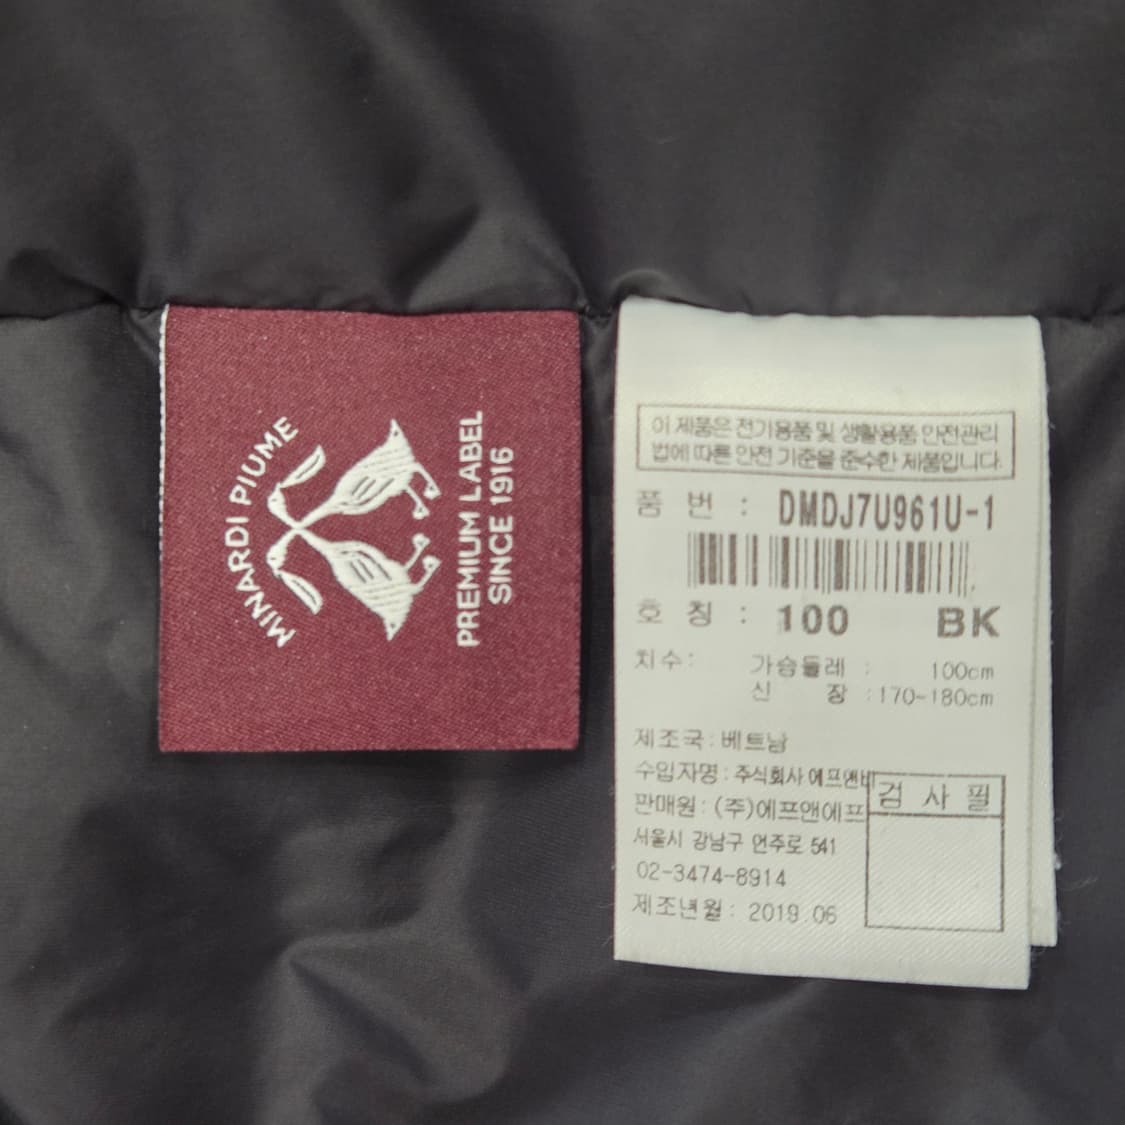 MINARDI PIUME
PREMIUM LABEL
SINCE 1916
이 제품은 전기용품 및 생활용품 안전관리
법에 따른 안전 기준을 준수한 제품입니다.
품 번 : DMDJ7U961U-1
호 칭 : 100 BK
치수: 가슴둘레 : 100cm
신 장 :170-180cm
제조국:베트남
수입자명 : 주식회사 에프앤비
판매원: (주)에프앤에프
서울시 강남구 언주로 541
02-3474-8914
제조년월: 2019.06
검 사 필